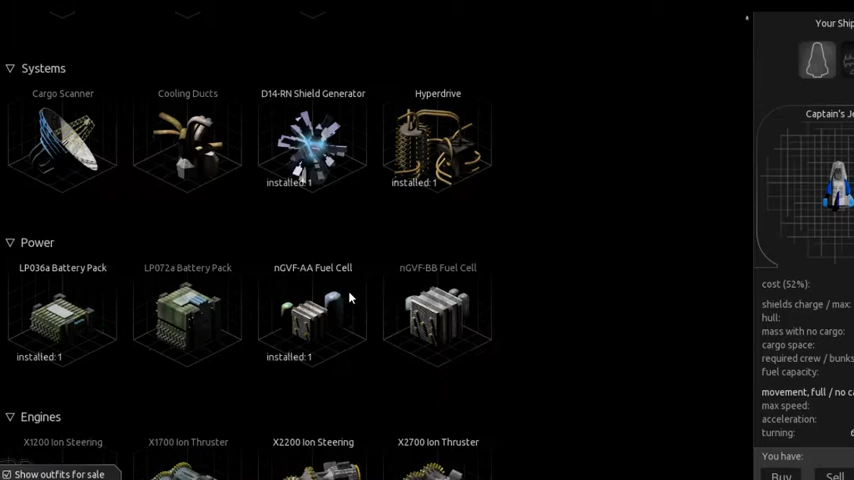 Your Ship
Systems
Cargo Scanner
Cooling Ducts
D14-RN Shield Generator
Hyperdrive
Captain's
installed: 1
installed: 1
Power
LP036a Battery Pack
LP072a Battery Pack
nGVF-AA Fuel Cell
nGVF-BB Fuel Cell
cost (52%):
shields charge / max:
hull:
mass with no cargo:
cargo space:
required crew / bunks
fuel capacity:
installed: 1
installed: 1
movement, full / no
max speed:
acceleration:
turning:
Engines
X1200 Ion Steering
X1700 Ion Thruster
X2200 Ion Steering
X2700 Ion Thruster
You have:
Show outfits for sale
Buy
Sell